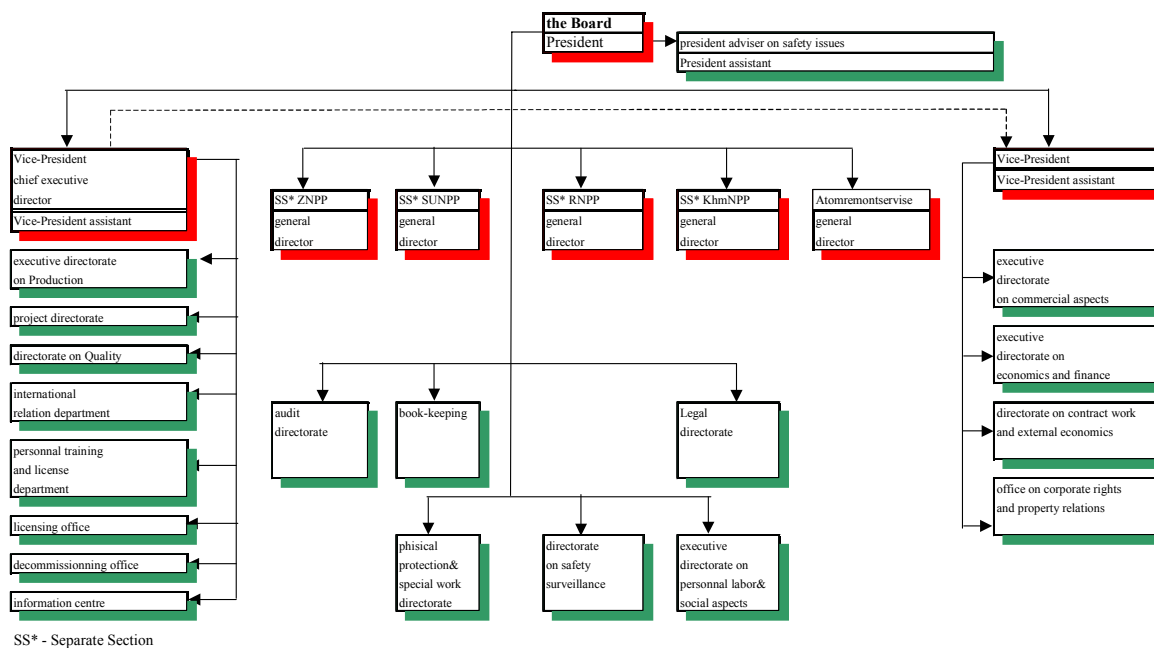 the Board
President
president adviser on safety issues
President assistant
Vice-President
chief executive
director
Vice-President assistant
SS* ZNPP
general
director
SS* SUNPP
general
director
SS* RNPP
general
director
SS* KhmNPP
general
director
Atomremontservise
general
director
Vice-President
Vice-President assistant
executive directorate
on Production
project directorate
directorate on Quality
international
relation department
personnal training
and license
department
licensing office
decommissionning office
information centre
audit
directorate
book-keeping
Legal
directorate
phisical
protection&
special work
directorate
directorate
on safety
surveillance
executive
directorate on
personnal labor&
social aspects
executive
directorate
on commercial aspects
executive
directorate on
economics and finance
directorate on contract work
and external economics
office on corporate rights
and property relations
SS* - Separate Section